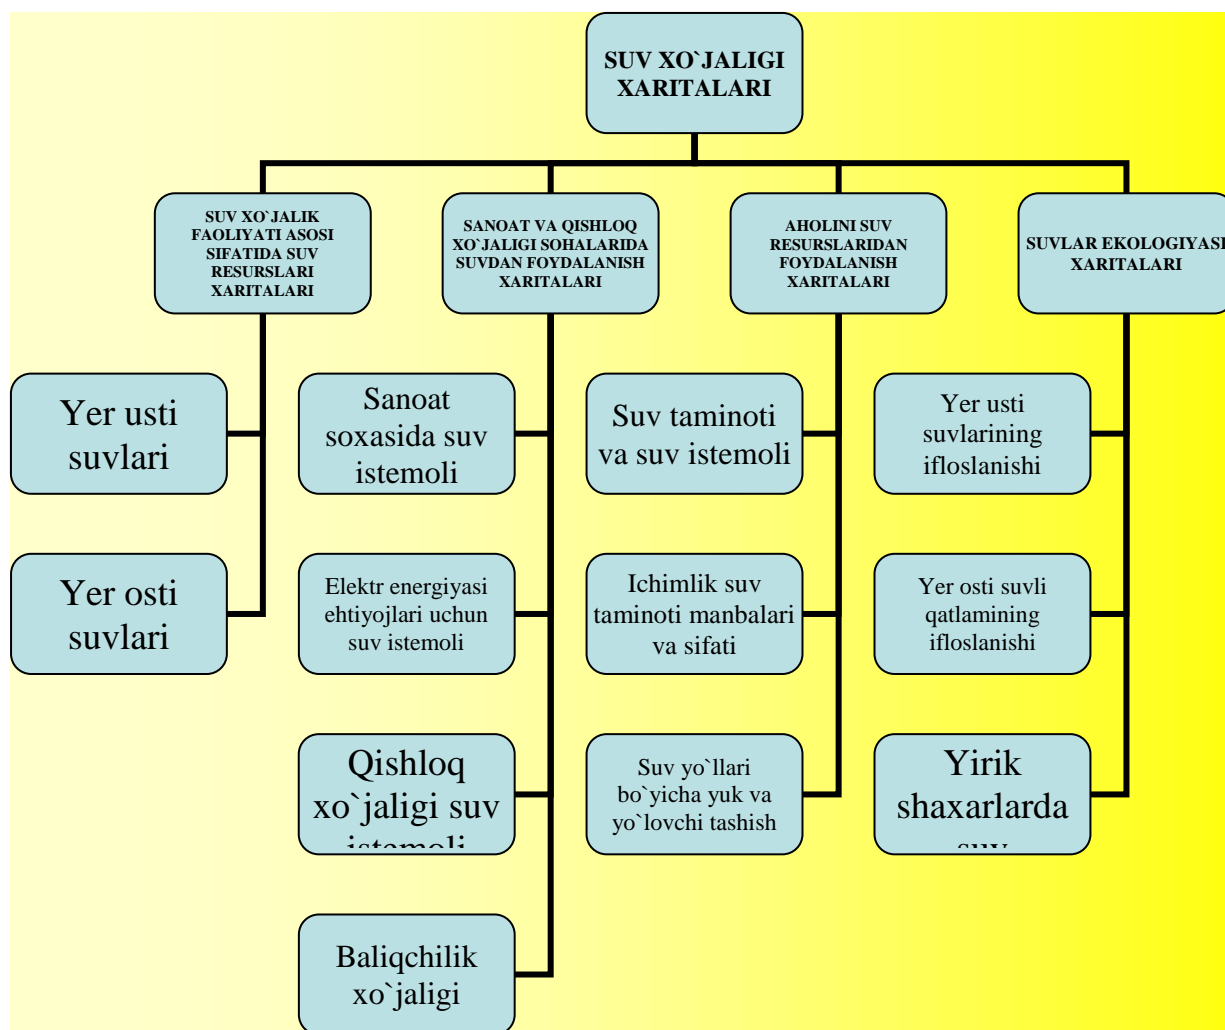 SUV XO`JALIGI
XARITALARI
SUV XO`JALIK
FAOLIYATI ASOSI
SIFATIDA SUV
RESURSLARI
XARITALARI
SANOAT VA QISHLOQ
XO`JALIGI SOHALARIDA
SUVDAN FOYDALANISH
XARITALARI
AHOLINI SUV
RESURSLARIDAN
FOYDALANISH
XARITALARI
SUVLAR EKOLOGIYASI
XARITALARI
Yer usti
suvlari
Yer osti
suvlari
Sanoat
soxasida suv
istemoli
Elektr energiyasi
ehtiyojlari uchun
suv istemoli
Qishloq
xo`jaligi suv
istemoli
Baliqchilik
xo`jaligi
Suv taminoti
va suv istemoli
Ichimlik suv
taminoti manbalari
va sifati
Suv yo`llari
bo`yicha yuk va
yo`lovchi tashish
Yer usti
suvlarining
ifloslanishi
Yer osti suvli
qatlamining
ifloslanishi
Yirik
shaxarlarda
suv